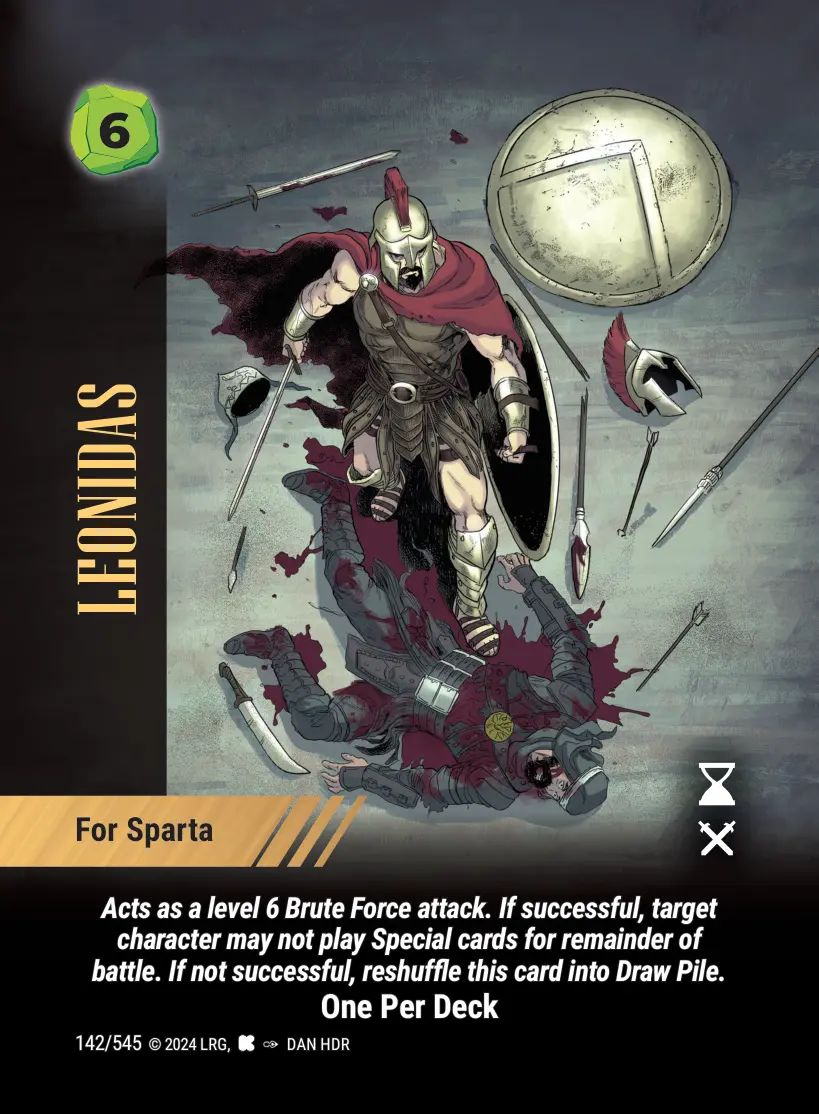 6
LEONIDAS
For Sparta
Acts as a level 6 Brute Force attack. If successful, target
character may not play Special cards for remainder of
battle. If not successful, reshuffle this card into Draw Pile.
One Per Deck
142/545 © 2024 LRG, DAN HDR